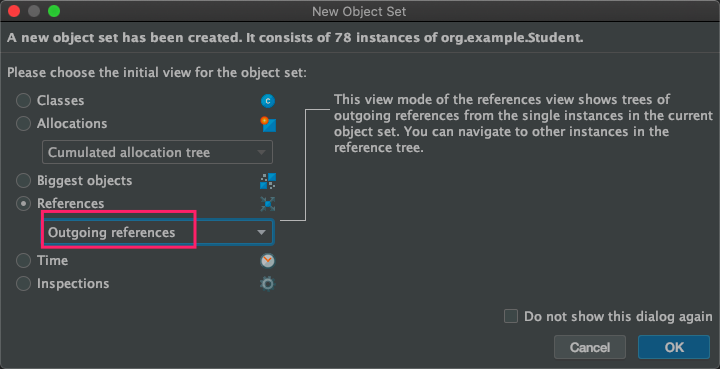 New Object Set
A new object set has been created. It consists of 78 instances of org.example.Student.
Please choose the initial view for the object set:
Classes
Allocations
Cumulated allocation tree
Biggest objects
References
Outgoing references
Time
Inspections
This view mode of the references view shows trees of
outgoing references from the single instances in the current
object set. You can navigate to other instances in the
reference tree.
Do not show this dialog again
Cancel
OK